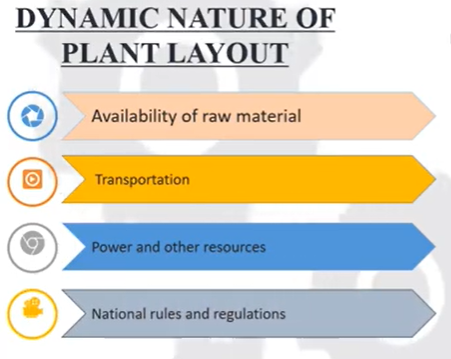 DYNAMIC NATURE OF
PLANT LAYOUT
Availability of raw material
Transportation
Power and other resources
National rules and regulations